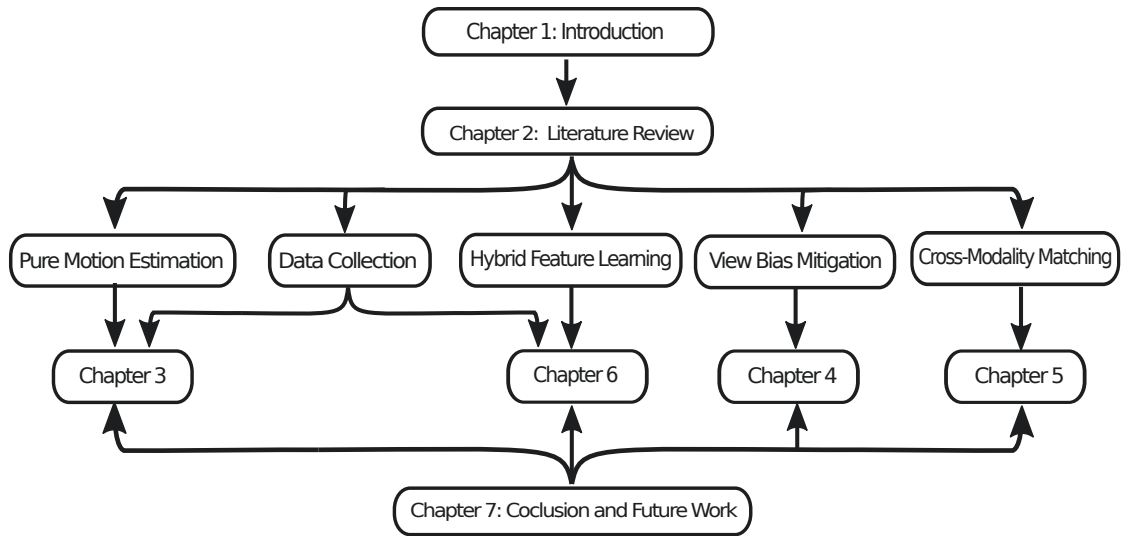 Chapter 1: Introduction
Chapter 2: Literature Review
Pure Motion Estimation
Data Collection
Hybrid Feature Learning
View Bias Mitigation
Cross-Modality Matching
Chapter 3
Chapter 6
Chapter 4
Chapter 5
Chapter 7: Coclusion and Future Work